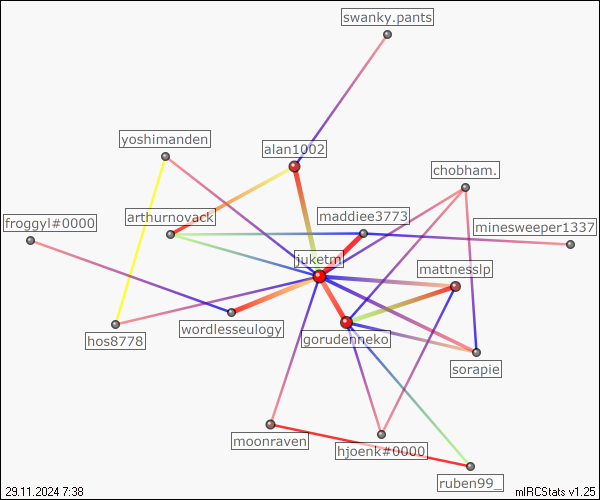 swanky.pants
yoshimanden
alan1002
chobham.
froggyl#0000
arthurnovack
maddiee3773
minesweeper1337
juketm
mattnesslp
wordlesseulogy
hos8778
gorudenneko
sorapie
moonraven
hjoenk#0000
ruben99_
29.11.2024 7:38
mIRCStats v1.25